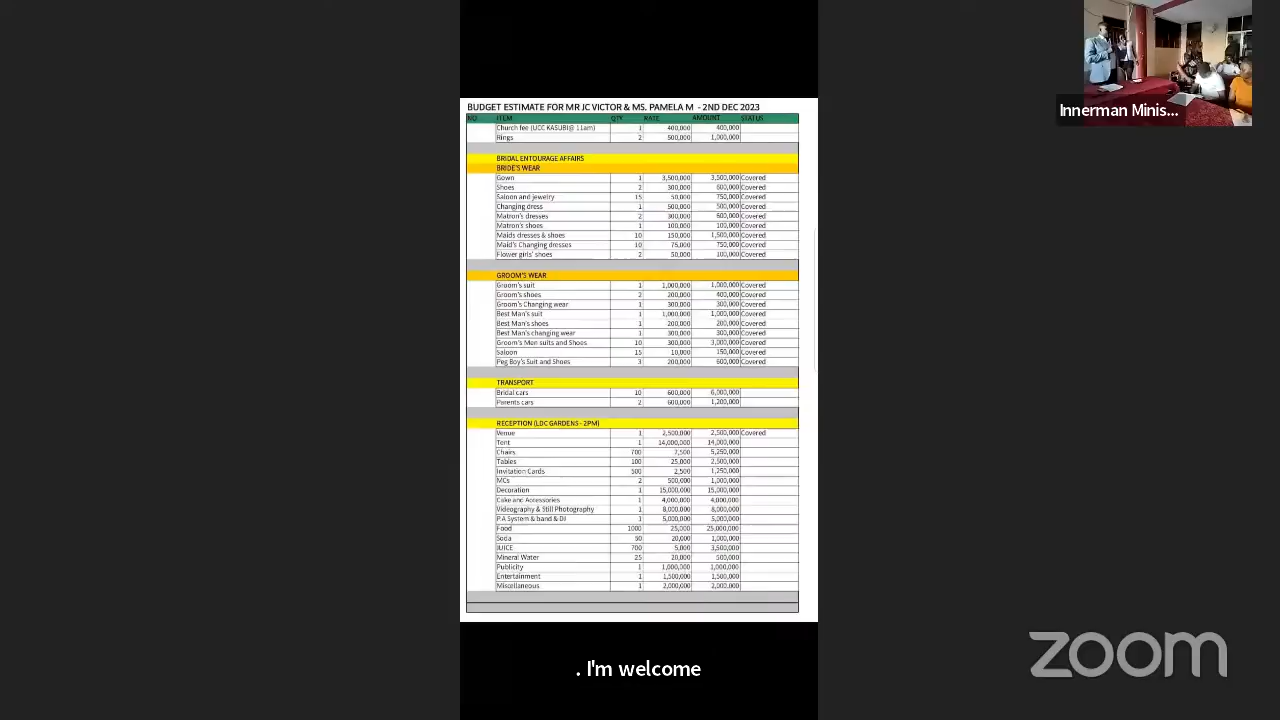 BUDGET ESTIMATE FOR MR JC VICTOR & MS. PAMELA M - 2ND DEC 2023
NO ITEM QTY RATE AMOUNT STATUS
Church fee (UCC KASUBI@ 11am) 1 400,000 400,000
Rings 2 500,000 1,000,000
BRIDAL ENTOURAGE AFFAIRS
BRIDE'S WEAR
Gown 1 3,500,000 3,500,000 Covered
Shoes 2 300,000 600,000 Covered
Saloon and jewelry 15 50,000 750,000 Covered
Changing dress 1 500,000 500,000 Covered
Matron's dresses 2 300,000 600,000 Covered
Matron's shoes 1 100,000 100,000 Covered
Maids dresses & shoes 10 150,000 1,500,000 Covered
Maid's Changing dresses 10 75,000 750,000 Covered
Flower girls' shoes 2 50,000 100,000 Covered
GROOM'S WEAR
Groom's suit 1 1,000,000 1,000,000 Covered
Groom's shoes 2 200,000 400,000 Covered
Groom's Changing wear 1 300,000 300,000 Covered
Best Man's suit 1 1,000,000 1,000,000 Covered
Best Man's shoes 1 200,000 200,000 Covered
Best Man's changing wear 1 300,000 300,000 Covered
Groom's Men suits and Shoes 10 300,000 3,000,000 Covered
Saloon 15 10,000 150,000 Covered
Peg Boy's Suit and Shoes 3 200,000 600,000 Covered
TRANSPORT
Bridal cars 10 600,000 6,000,000
Parents cars 2 600,000 1,200,000
RECEPTION (LDC GARDENS - 2PM)
Venue 1 2,500,000 2,500,000 Covered
Tent 1 14,000,000 14,000,000
Chairs 700 7,500 5,250,000
Tables 100 25,000 2,500,000
Invitation Cards 500 2,500 1,250,000
MCs 2 500,000 1,000,000
Decoration 1 15,000,000 15,000,000
Cake and Accessories 1 4,000,000 4,000,000
Videography & Still Photography 1 8,000,000 8,000,000
P.A System & band & DJ 1 5,000,000 5,000,000
Food 1000 25,000 25,000,000
Soda 50 20,000 1,000,000
JUICE 700 5,000 3,500,000
Mineral Water 25 20,000 500,000
Publicity 1 1,000,000 1,000,000
Entertainment 1 1,500,000 1,500,000
Miscellaneous 1 2,000,000 2,000,000
Innerman Minis...
zoom
. I'm welcome